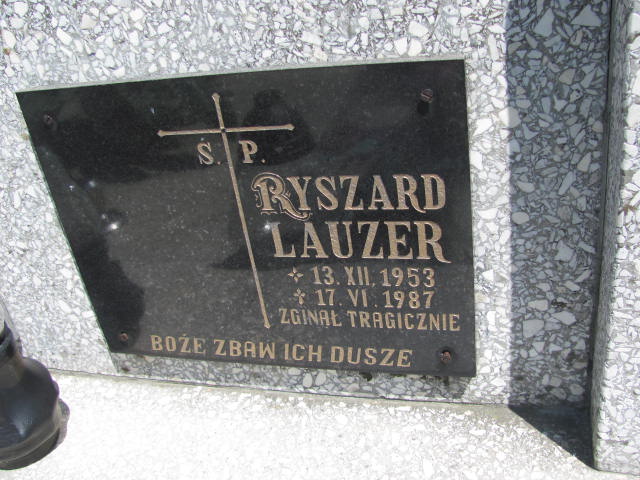 Ś. P.
RYSZARD
LAUZER
13. XII. 1953
17. VI. 1987
ZGINĄŁ TRAGICZNIE
BOŻE ZBAW ICH DUSZE